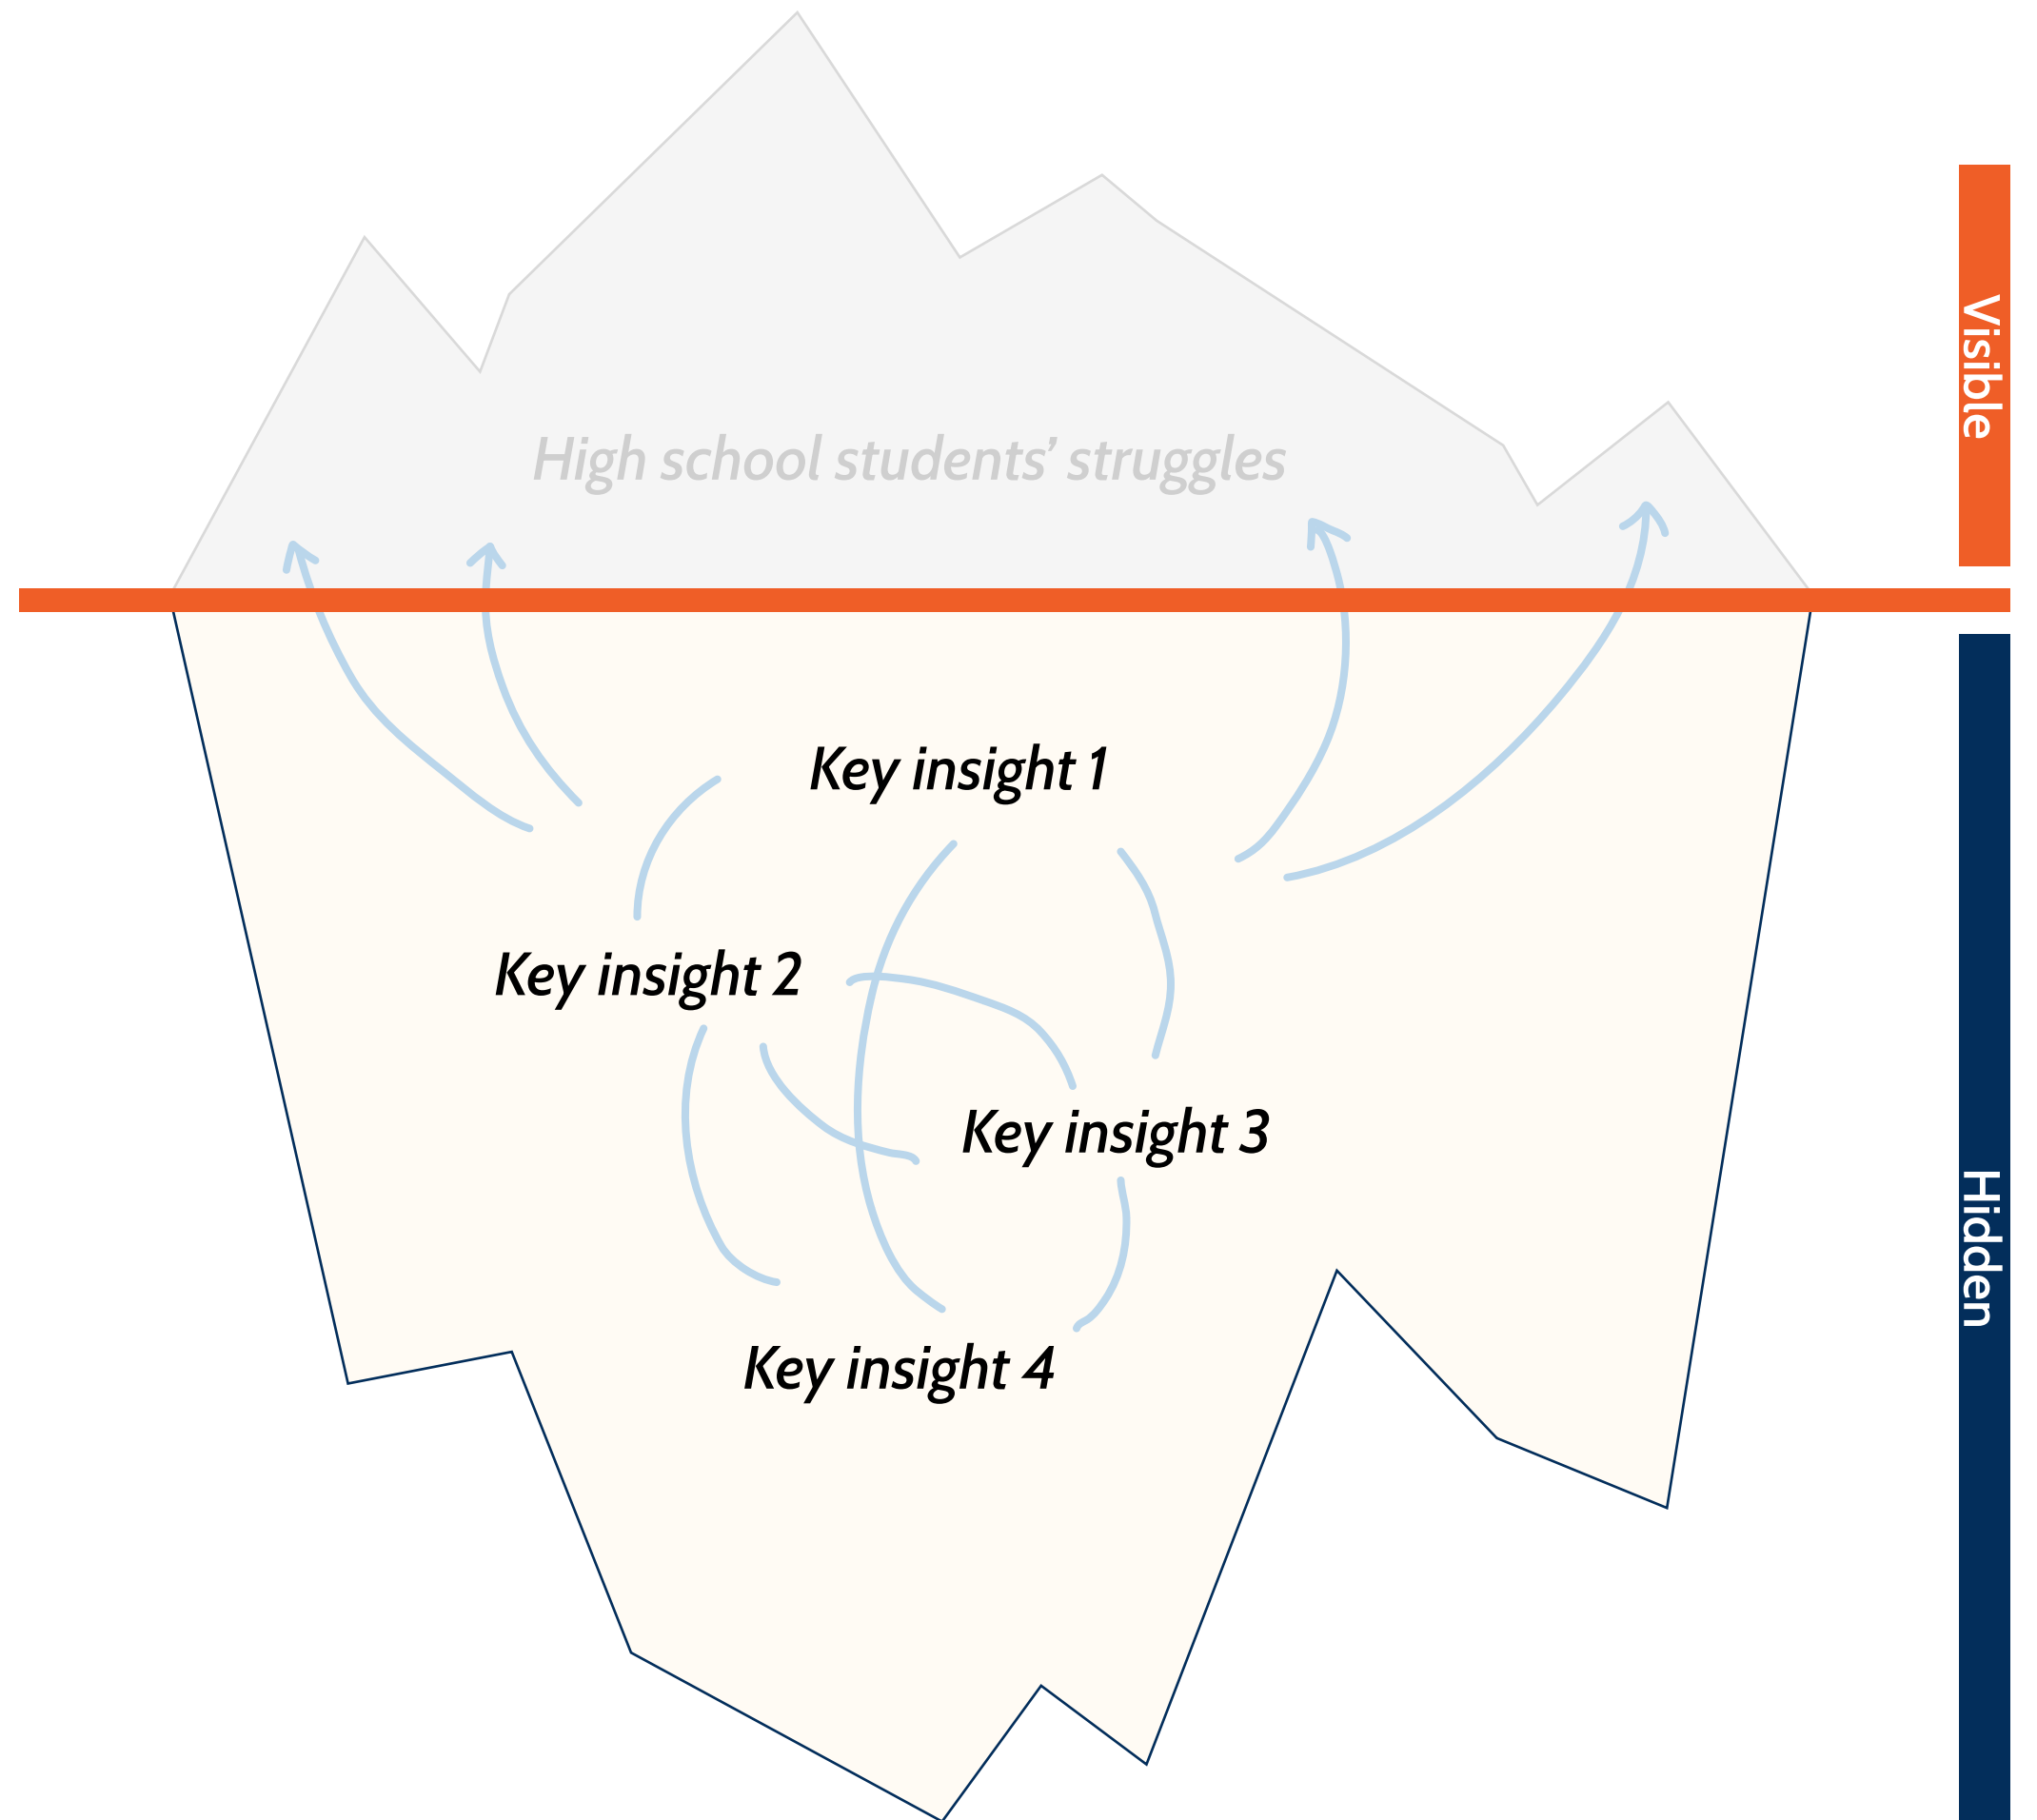 Visible
High school students’ struggles
Key insight 1
Key insight 2
Key insight 3
Hidden
Key insight 4